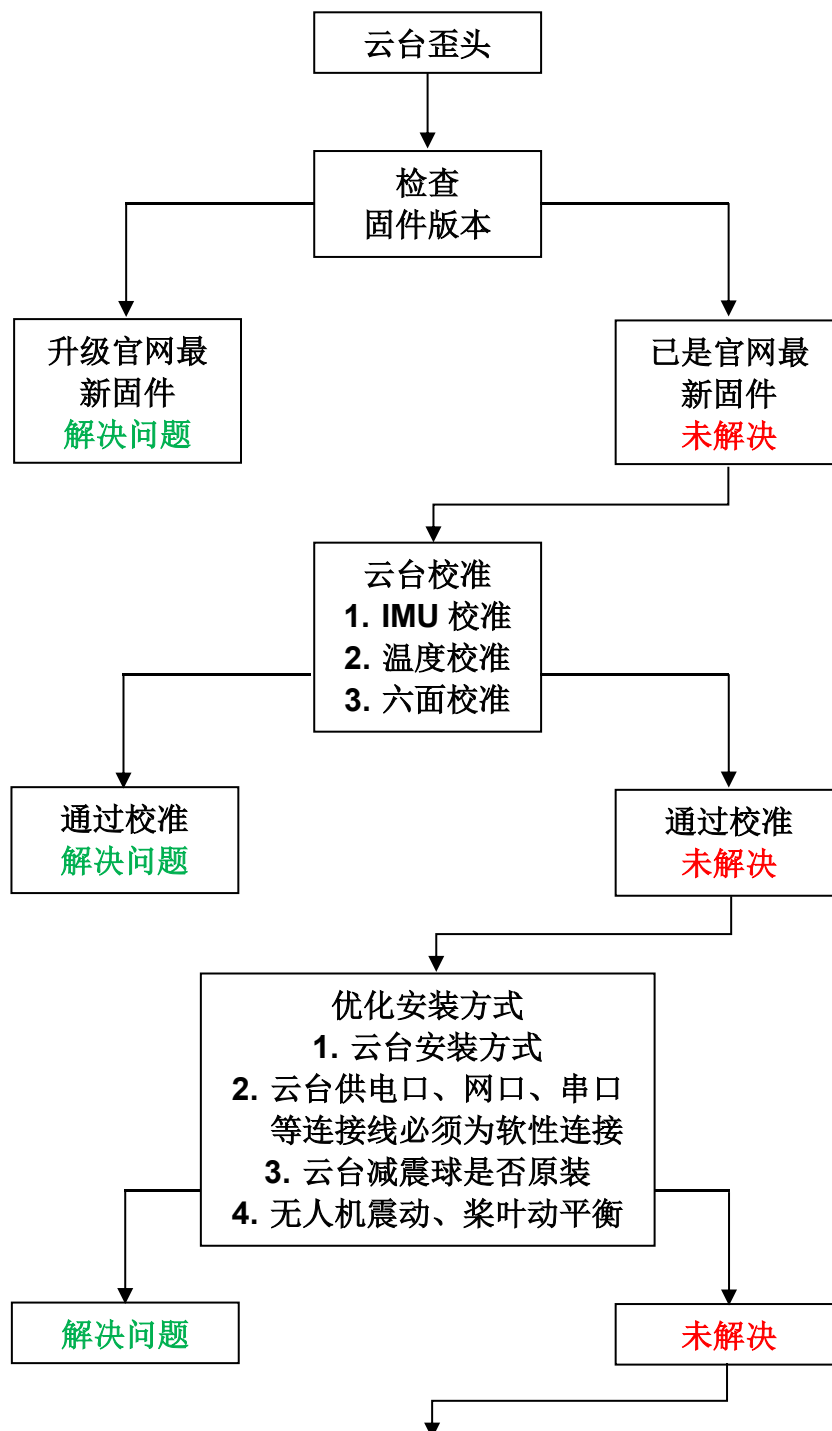 云台歪头
检查
固件版本
升级官网最
新固件
解决问题
已是官网最
新固件
未解决
云台校准
1. IMU 校准
2. 温度校准
3. 六面校准
通过校准
解决问题
通过校准
未解决
优化安装方式
1. 云台安装方式
2. 云台供电口、网口、串口
等连接线必须为软性连接
3. 云台减震球是否原装
4. 无人机震动、桨叶动平衡
解决问题
未解决